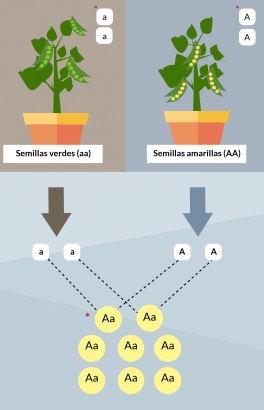 * a
a
* A
A
Semillas verdes (aa)
Semillas amarillas (AA)
a a A A
* Aa Aa
Aa Aa Aa
Aa Aa Aa